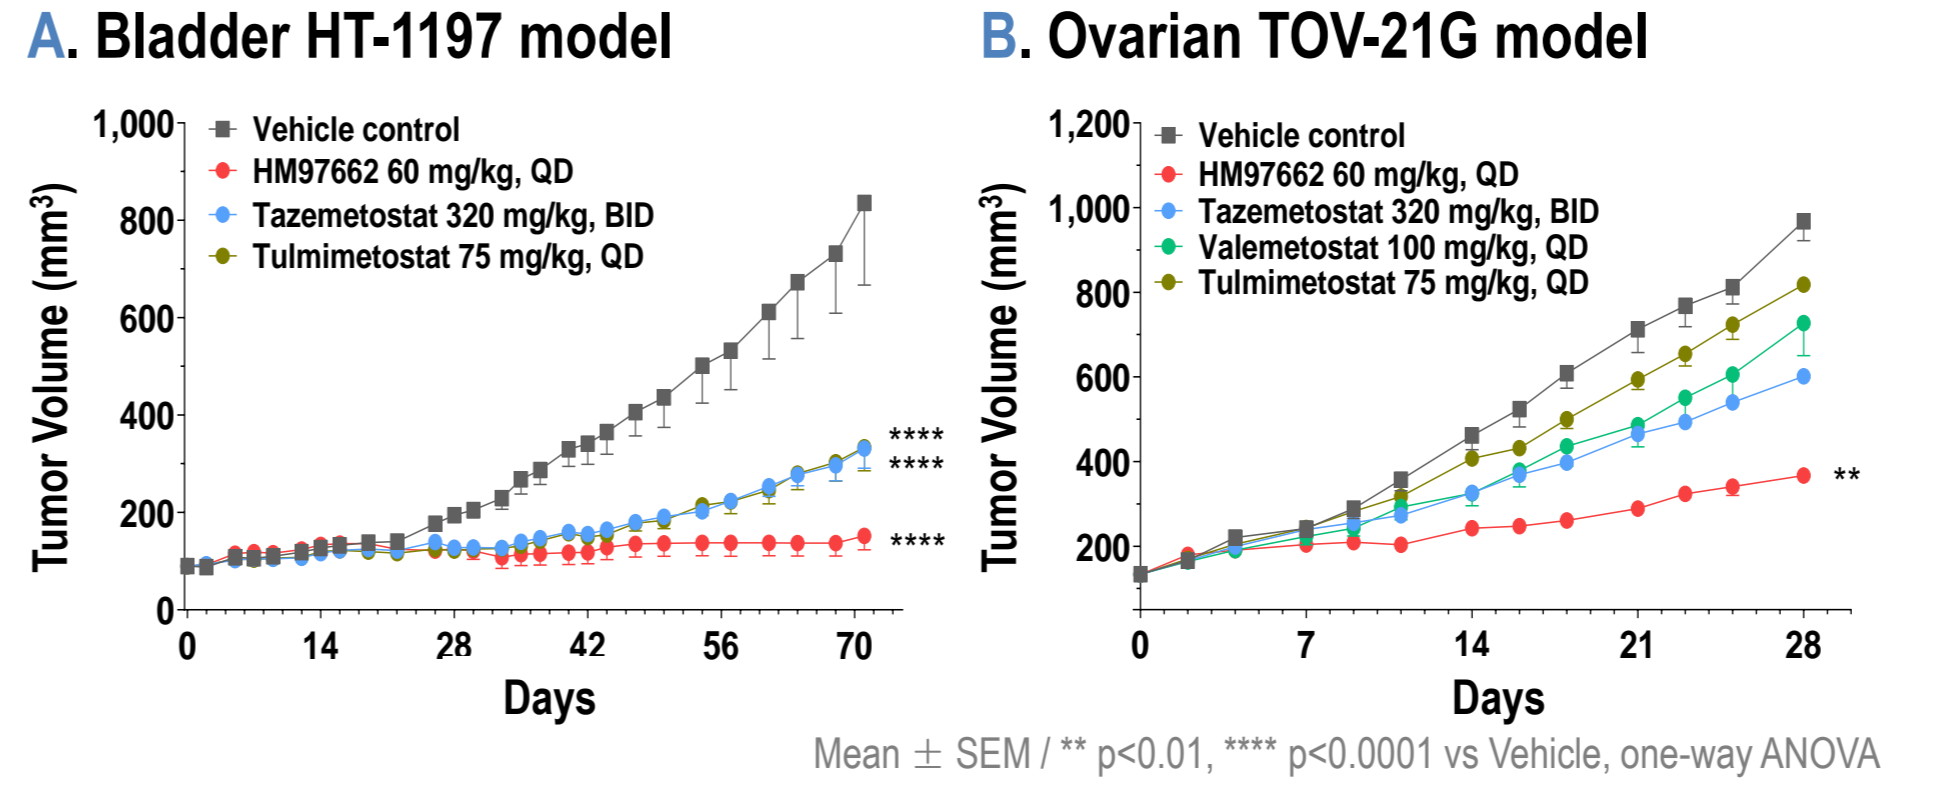 A. Bladder HT-1197 model
Tumor Volume (mm³)
1,000
800
600
400
200
0
Vehicle control
HM97662 60 mg/kg, QD
Tazemetostat 320 mg/kg, BID
Tulmimetostat 75 mg/kg, QD
****
****
****
0 14 28 42 56 70
Days
B. Ovarian TOV-21G model
Tumor Volume (mm³)
1,200
1,000
800
600
400
200
Vehicle control
HM97662 60 mg/kg, QD
Tazemetostat 320 mg/kg, BID
Valemetostat 100 mg/kg, QD
Tulmimetostat 75 mg/kg, QD
**
0 7 14 21 28
Days
Mean ± SEM / ** p<0.01, **** p<0.0001 vs Vehicle, one-way ANOVA